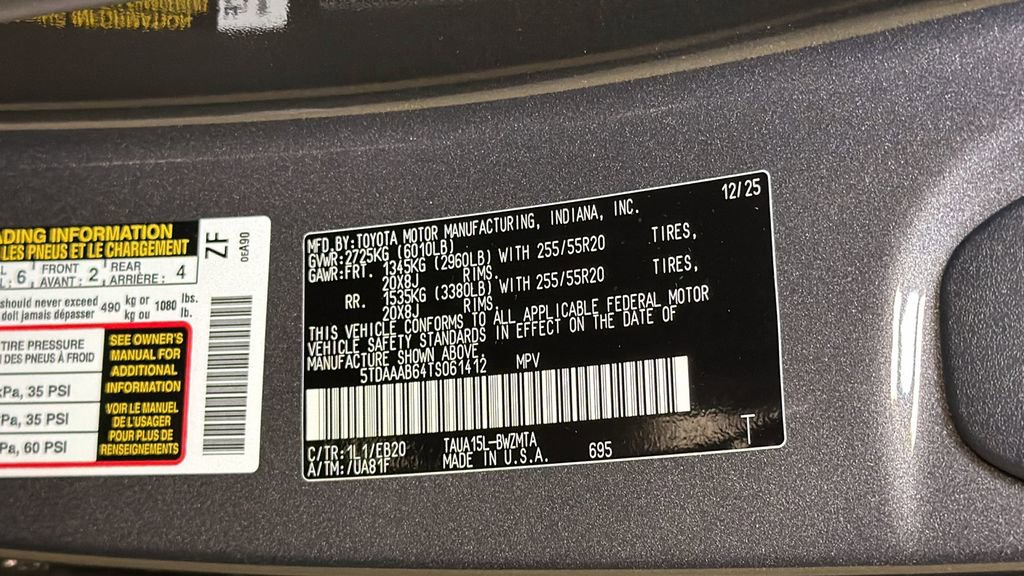 ADING INFORMATION
LES PNEUS ET LE CHARGEMENT
6 FRONT AVANT : 2 REAR ARRIÈRE : 4
should never exceed
doit jamais dépasser 490 kg or kg ou 1080 lbs. lb.
TIRE PRESSURE
DES PNEUS À FROID
kPa, 35 PSI
kPa, 35 PSI
kPa, 60 PSI
SEE OWNER'S
MANUAL FOR
ADDITIONAL
INFORMATION
VOIR LE MANUEL
DE L'USAGER
POUR PLUS DE
RENSEIGNEMENTS
ZF
0EA90
12/25
MFD.BY:TOYOTA MOTOR MANUFACTURING, INDIANA, INC.
GVWR:2725KG (6010LB)
GAWR:FRT. 1345KG (2960LB) WITH 255/55R20 TIRES,
20X8J RIMS
RR. 1535KG (3380LB) WITH 255/55R20 TIRES,
20X8J RIMS
THIS VEHICLE CONFORMS TO ALL APPLICABLE FEDERAL MOTOR
VEHICLE SAFETY STANDARDS IN EFFECT ON THE DATE OF
MANUFACTURE SHOWN ABOVE.
5TDAAAB64TS061412 MPV
C/TR:1L1/EB20 TAUA15L-BWZMTA
A/TM:/UA81F MADE IN U.S.A. 695 T